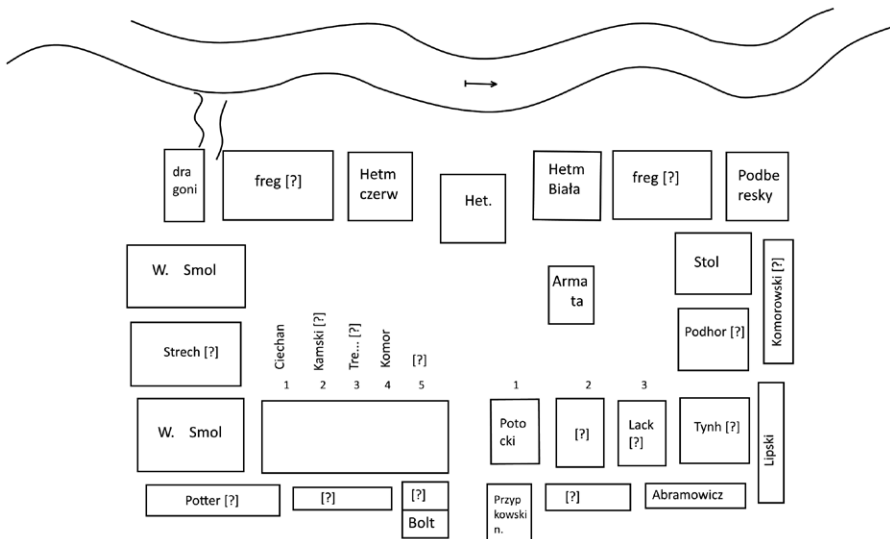 dra
goni
freg [?]
Hetm
czerw
Het.
Hetm
Biała
freg [?]
Podbe
resky
W. Smol
Arma
ta
Stol
Komorowski [?]
Strech [?]
Ciechan
Kamski [?]
Tre... [?]
Komor
[?]
1
2
3
4
5
Podhor [?]
1
2
3
W. Smol
Poto
cki
[?]
Lack
[?]
Tynh [?]
Lipski
Potter [?]
[?]
[?]
Bolt
Przyp
kowski
n.
[?]
Abramowicz